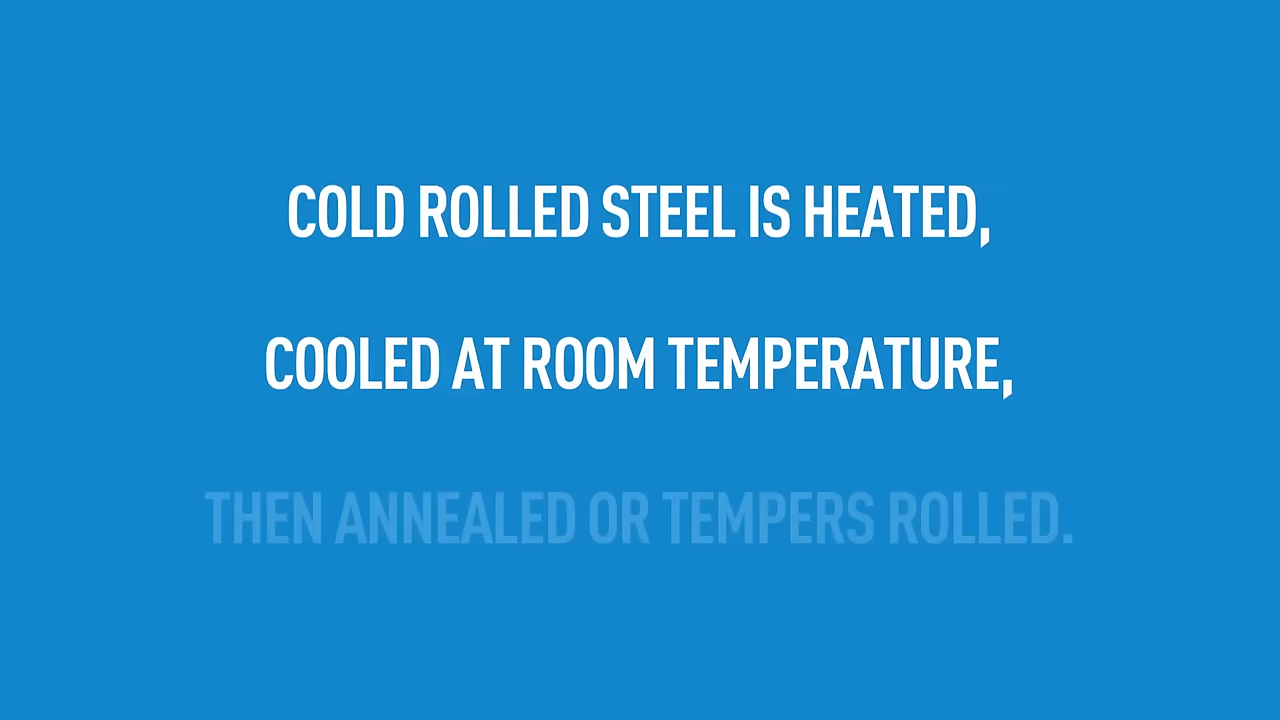 COLD ROLLED STEEL IS HEATED,
COOLED AT ROOM TEMPERATURE,
THEN ANNEALED OR TEMPERS ROLLED.